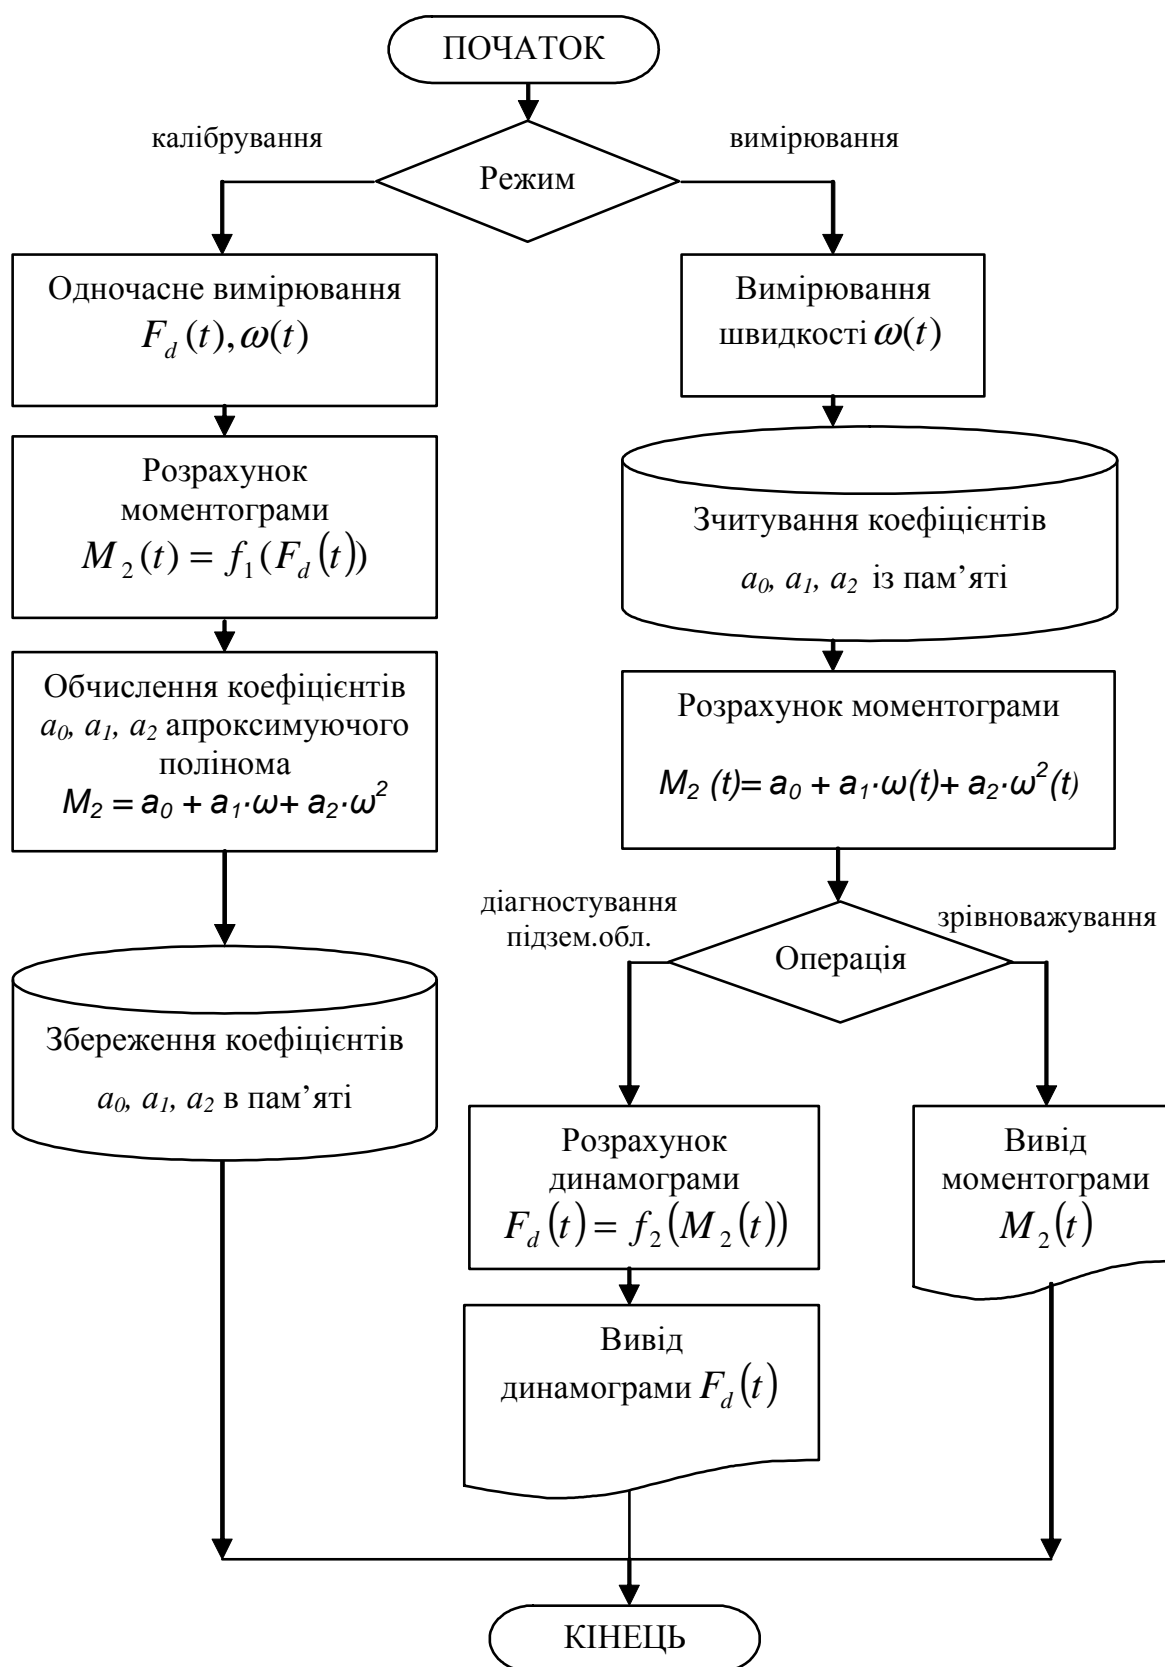 ПОЧАТОК
калібрування
вимірювання
Режим
Одночасне вимірювання
F_d(t), ω(t)
Вимірювання
швидкості ω(t)
Розрахунок
моментограми
M_2(t) = f_1(F_d(t))
Зчитування коефіцієнтів
a_0, a_1, a_2 із пам’яті
Обчислення коефіцієнтів
a_0, a_1, a_2 апроксимуючого
полінома
M_2 = a_0 + a_1·ω+ a_2·ω^2
Розрахунок моментограми
M_2 (t)= a_0 + a_1·ω(t)+ a_2·ω^2(t)
діагностування
підзем.обл.
зрівноважування
Операція
Збереження коефіцієнтів
a_0, a_1, a_2 в пам’яті
Розрахунок
динамограми
F_d(t) = f_2(M_2(t))
Вивід
моментограми
M_2(t)
Вивід
динамограми F_d(t)
КІНЕЦЬ